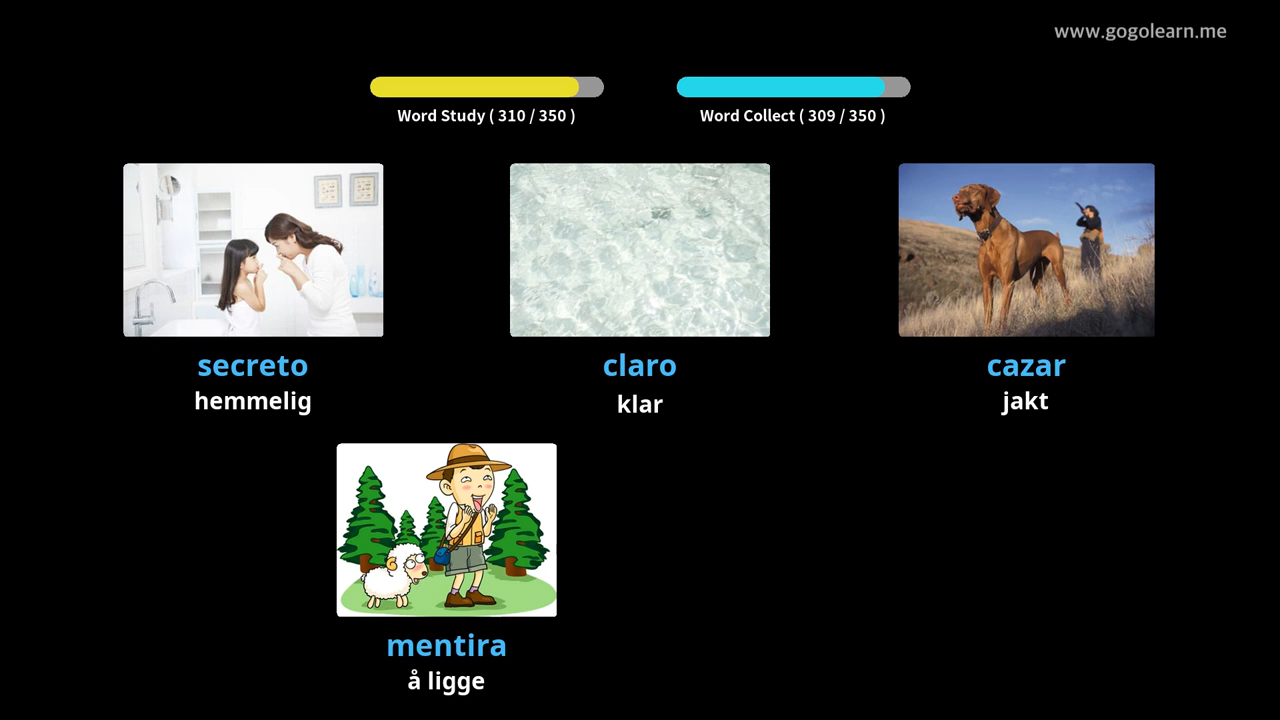 www.gogolearn.me
Word Study ( 310 / 350 )
Word Collect ( 309 / 350 )
secreto
hemmelig
claro
klar
cazar
jakt
mentira
å ligge